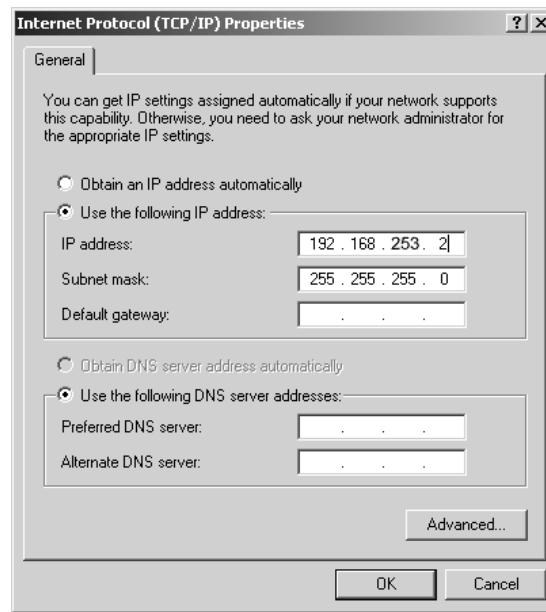 Internet Protocol (TCP/IP) Properties ? ×
General
You can get IP settings assigned automatically if your network supports
this capability. Otherwise, you need to ask your network administrator for
the appropriate IP settings.
Obtain an IP address automatically
Use the following IP address:
IP address: 192 . 168 . 253 . 2
Subnet mask: 255 . 255 . 255 . 0
Default gateway: . . .
Obtain DNS server address automatically
Use the following DNS server addresses:
Preferred DNS server: . . .
Alternate DNS server: . . .
Advanced...
OK Cancel